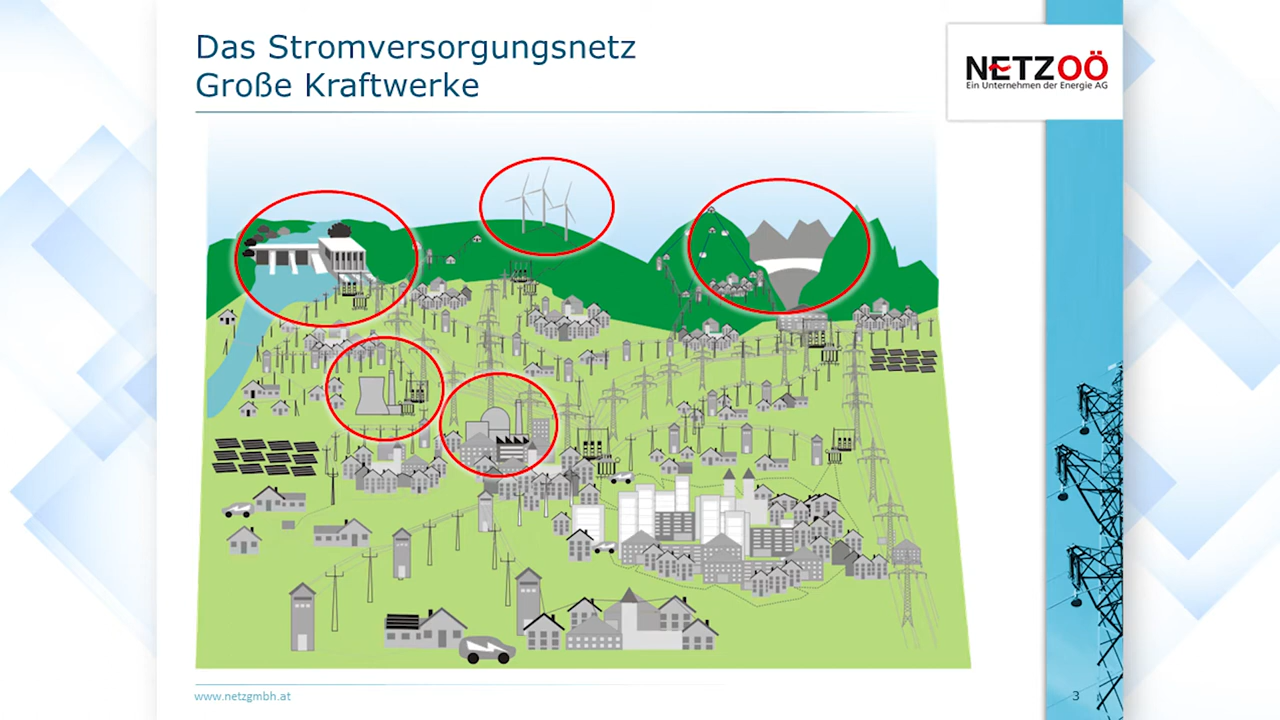 Das Stromversorgungsnetz
Große Kraftwerke
NETZOÖ
Ein Unternehmen der Energie AG
www.netzgmbh.at
3